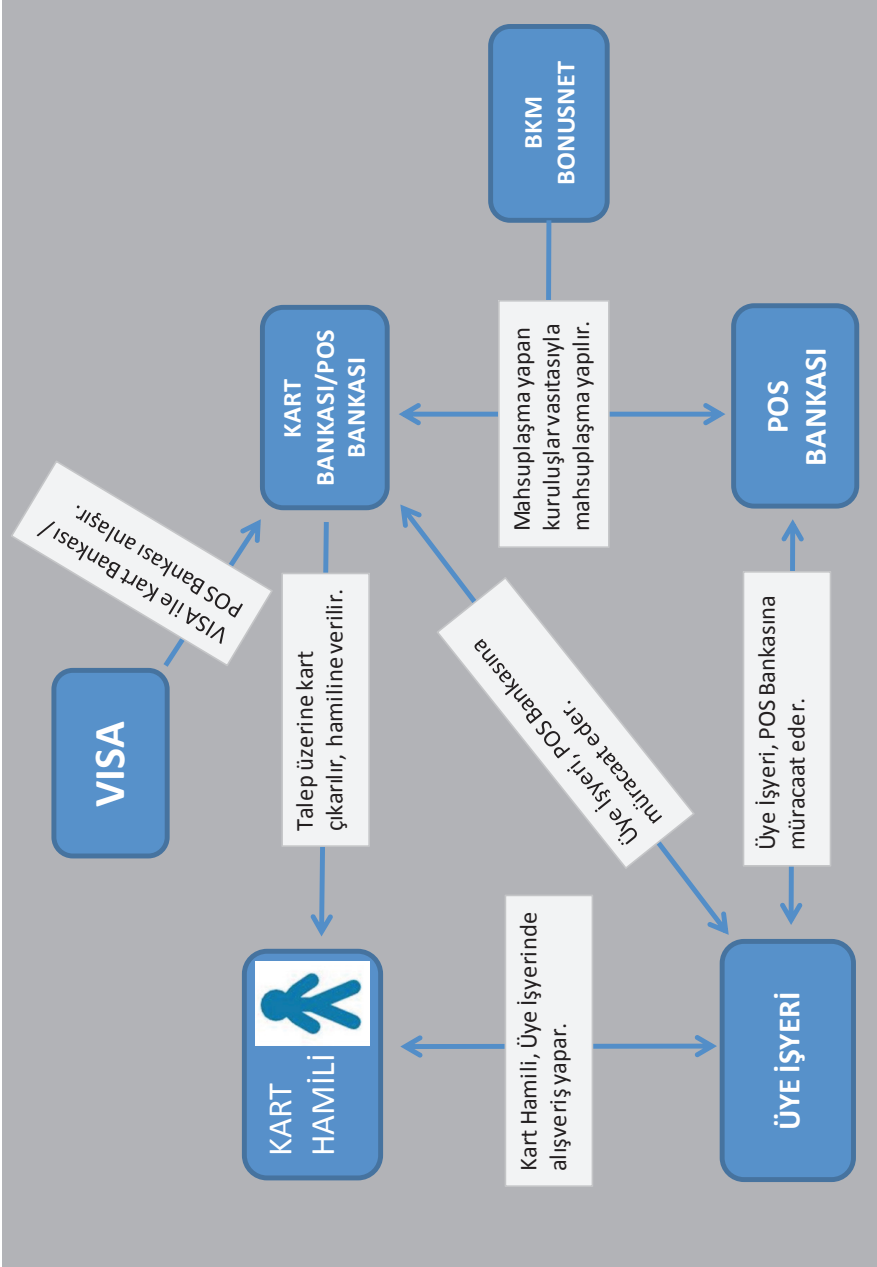 VISA
VISA ile Kart Bankası /
POS Bankası anlaşır.
KART
HAMİLİ
Talep üzerine kart
çıkarılır, hamiline verilir.
KART
BANKASI/POS
BANKASI
Kart Hamili, Üye İşyerinde
alışveriş yapar.
Üye İşyeri, POS Bankasına
müracaat eder.
Mahsuplaşma yapan
kuruluşlar vasıtasıyla
mahsuplaşma yapılır.
BKM
BONUSNET
ÜYE İŞYERİ
Üye İşyeri, POS Bankasına
müracaat eder.
POS
BANKASI